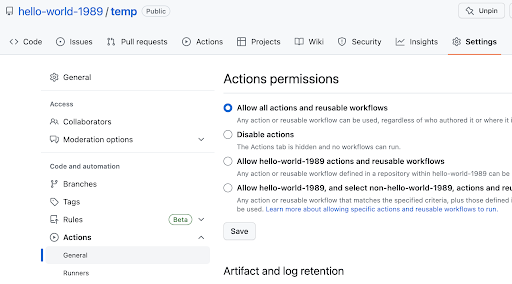 hello-world-1989 / temp Public
Unpin
Code Issues Pull requests Actions Projects Wiki Security Insights Settings
General
Access
Collaborators
Moderation options
Code and automation
Branches
Tags
Rules Beta
Actions
General
Runners
Actions permissions
Allow all actions and reusable workflows
Any action or reusable workflow can be used, regardless of who authored it or where it i
Disable actions
The Actions tab is hidden and no workflows can run.
Allow hello-world-1989 actions and reusable workflows
Any action or reusable workflow defined in a repository within hello-world-1989 can be
Allow hello-world-1989, and select non-hello-world-1989, actions and reu
Any action or reusable workflow that matches the specified criteria, plus those defined i
be used. Learn more about allowing specific actions and reusable workflows to run.
Save
Artifact and log retention